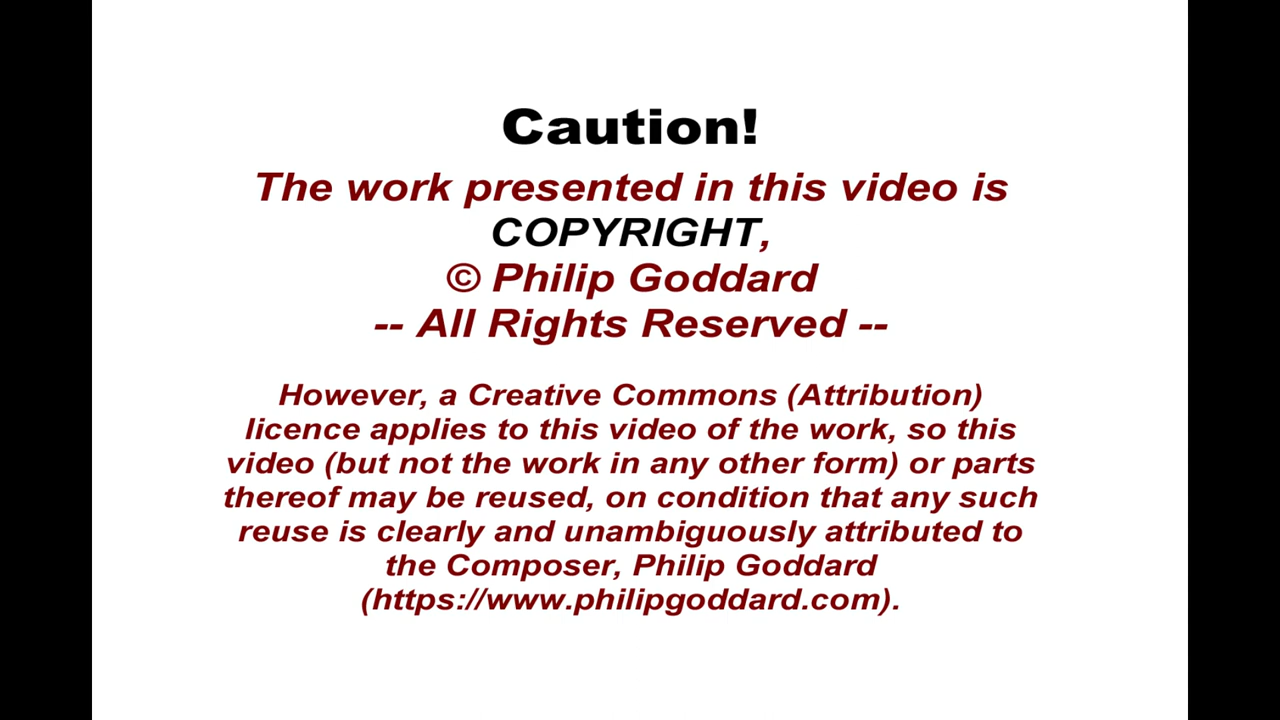 Caution!
The work presented in this video is
COPYRIGHT,
© Philip Goddard
-- All Rights Reserved --
However, a Creative Commons (Attribution)
licence applies to this video of the work, so this
video (but not the work in any other form) or parts
thereof may be reused, on condition that any such
reuse is clearly and unambiguously attributed to
the Composer, Philip Goddard
(https://www.philipgoddard.com).